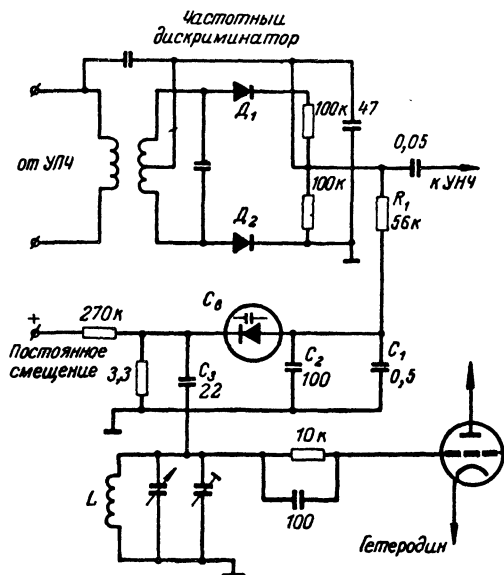 Частотный
дискриминатор
от УПЧ
Д₁
Д₂
100к
47
100к
0,05
к УНЧ
R₁
56к
+
270к
Постоянное
смещение
3,3
Cв
C₃
22
C₂
100
C₁
0,5
L
10к
100
Гетеродин